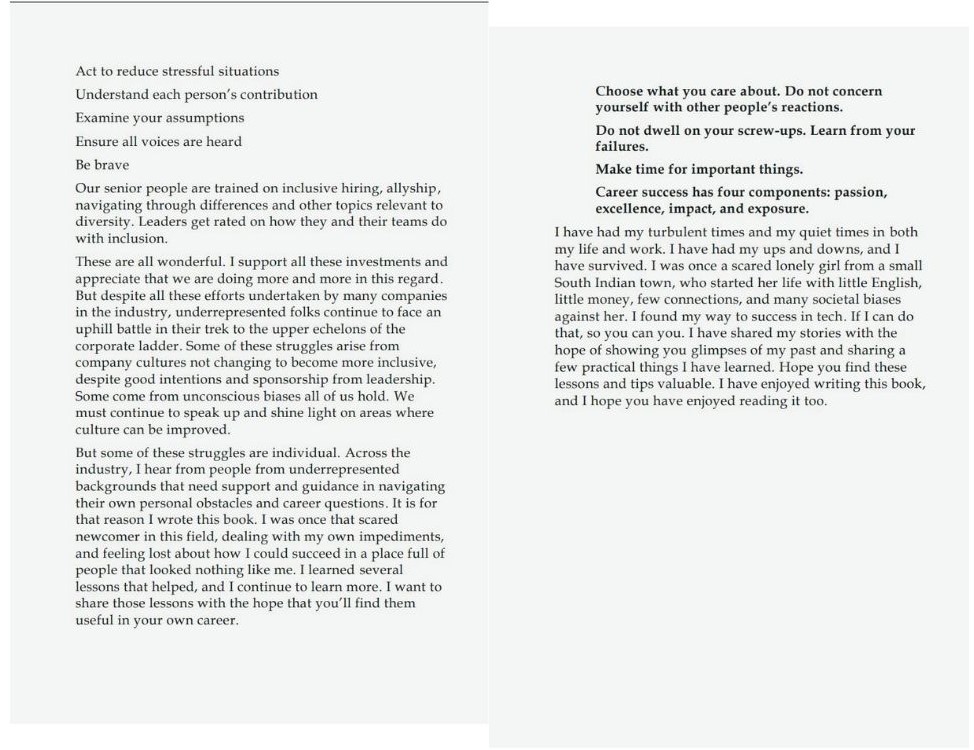 Act to reduce stressful situations
Understand each person's contribution
Examine your assumptions
Ensure all voices are heard
Be brave
Our senior people are trained on inclusive hiring, allyship,
navigating through differences and other topics relevant to
diversity. Leaders get rated on how they and their teams do
with inclusion.
These are all wonderful. I support all these investments and
appreciate that we are doing more and more in this regard.
But despite all these efforts undertaken by many companies
in the industry, underrepresented folks continue to face an
uphill battle in their trek to the upper echelons of the
corporate ladder. Some of these struggles arise from
company cultures not changing to become more inclusive,
despite good intentions and sponsorship from leadership.
Some come from unconscious biases all of us hold. We
must continue to speak up and shine light on areas where
culture can be improved.
But some of these struggles are individual. Across the
industry, I hear from people from underrepresented
backgrounds that need support and guidance in navigating
their own personal obstacles and career questions. It is for
that reason I wrote this book. I was once that scared
newcomer in this field, dealing with my own impediments,
and feeling lost about how I could succeed in a place full of
people that looked nothing like me. I learned several
lessons that helped, and I continue to learn more. I want to
share those lessons with the hope that you'll find them
useful in your own career.
Choose what you care about. Do not concern
yourself with other people's reactions.
Do not dwell on your screw-ups. Learn from your
failures.
Make time for important things.
Career success has four components: passion,
excellence, impact, and exposure.
I have had my turbulent times and my quiet times in both
my life and work. I have had my ups and downs, and I
have survived. I was once a scared lonely girl from a small
South Indian town, who started her life with little English,
little money, few connections, and many societal biases
against her. I found my way to success in tech. If I can do
that, so you can you. I have shared my stories with the
hope of showing you glimpses of my past and sharing a
few practical things I have learned. Hope you find these
lessons and tips valuable. I have enjoyed writing this book,
and I hope you have enjoyed reading it too.